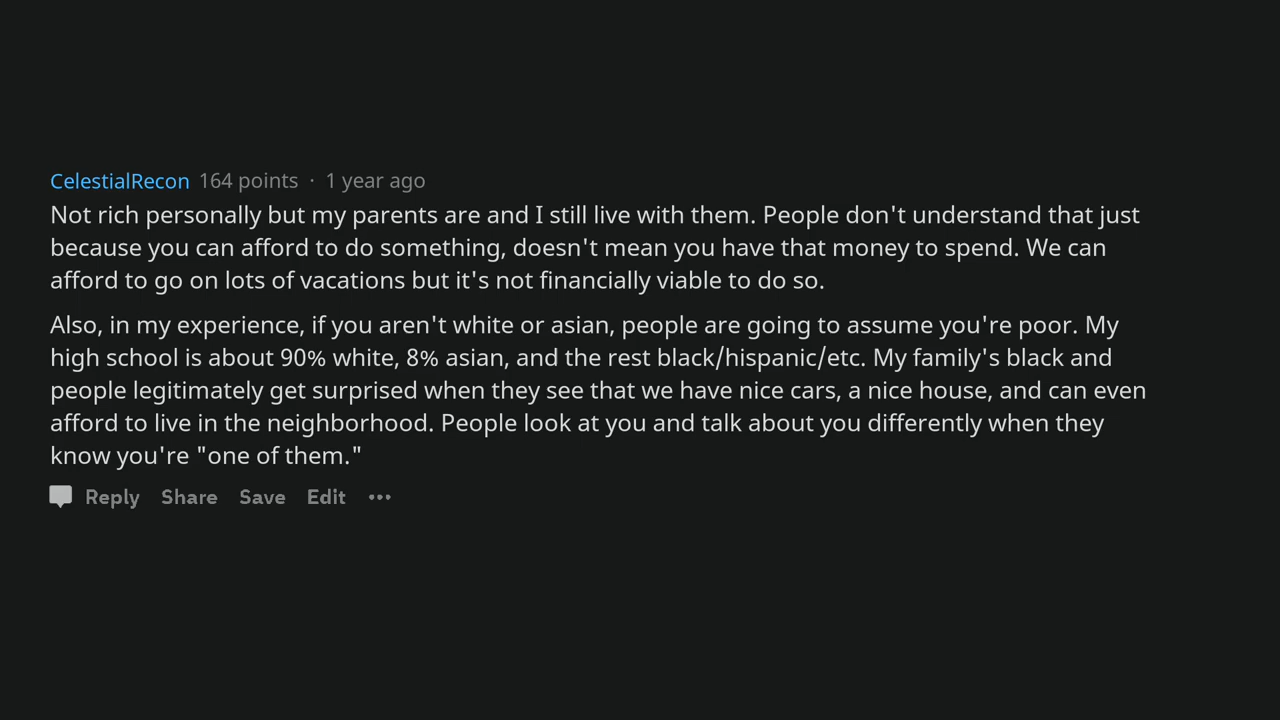 CelestialRecon 164 points · 1 year ago
Not rich personally but my parents are and I still live with them. People don't understand that just
because you can afford to do something, doesn't mean you have that money to spend. We can
afford to go on lots of vacations but it's not financially viable to do so.
Also, in my experience, if you aren't white or asian, people are going to assume you're poor. My
high school is about 90% white, 8% asian, and the rest black/hispanic/etc. My family's black and
people legitimately get surprised when they see that we have nice cars, a nice house, and can even
afford to live in the neighborhood. People look at you and talk about you differently when they
know you're "one of them."
Reply Share Save Edit •••